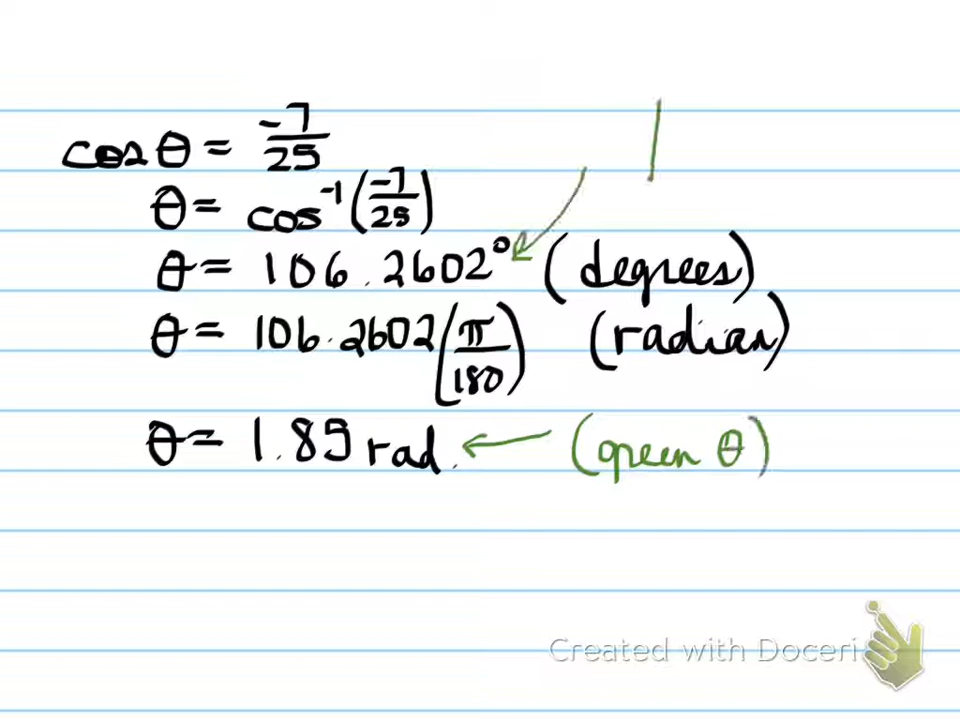 cos θ = -7/25
θ = cos⁻¹(-7/25)
θ = 106.2602° (degrees)
θ = 106.2602(π/180) (radian)
θ = 1.85 rad. ← (green θ)
Created with Doceri